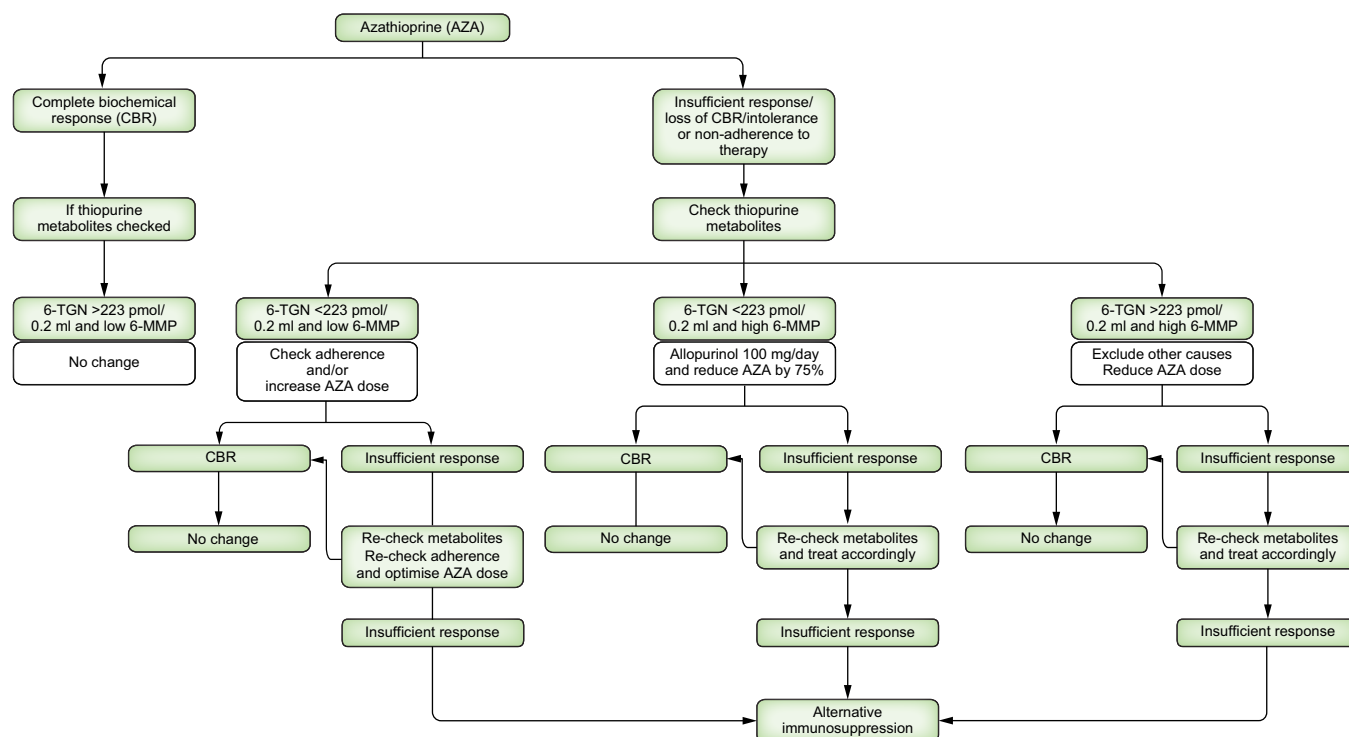 Azathioprine (AZA)
Complete biochemical
response (CBR)
Insufficient response/
loss of CBR/intolerance
or non-adherence to
therapy
If thiopurine
metabolites checked
Check thiopurine
metabolites
6-TGN >223 pmol/
0.2 ml and low 6-MMP
No change
6-TGN <223 pmol/
0.2 ml and low 6-MMP
Check adherence
and/or
increase AZA dose
6-TGN <223 pmol/
0.2 ml and high 6-MMP
Allopurinol 100 mg/day
and reduce AZA by 75%
6-TGN >223 pmol/
0.2 ml and high 6-MMP
Exclude other causes
Reduce AZA dose
CBR
Insufficient response
CBR
Insufficient response
CBR
Insufficient response
No change
Re-check metabolites
Re-check adherence
and optimise AZA dose
No change
Re-check metabolites
and treat accordingly
No change
Re-check metabolites
and treat accordingly
Insufficient response
Insufficient response
Insufficient response
Alternative
immunosuppression